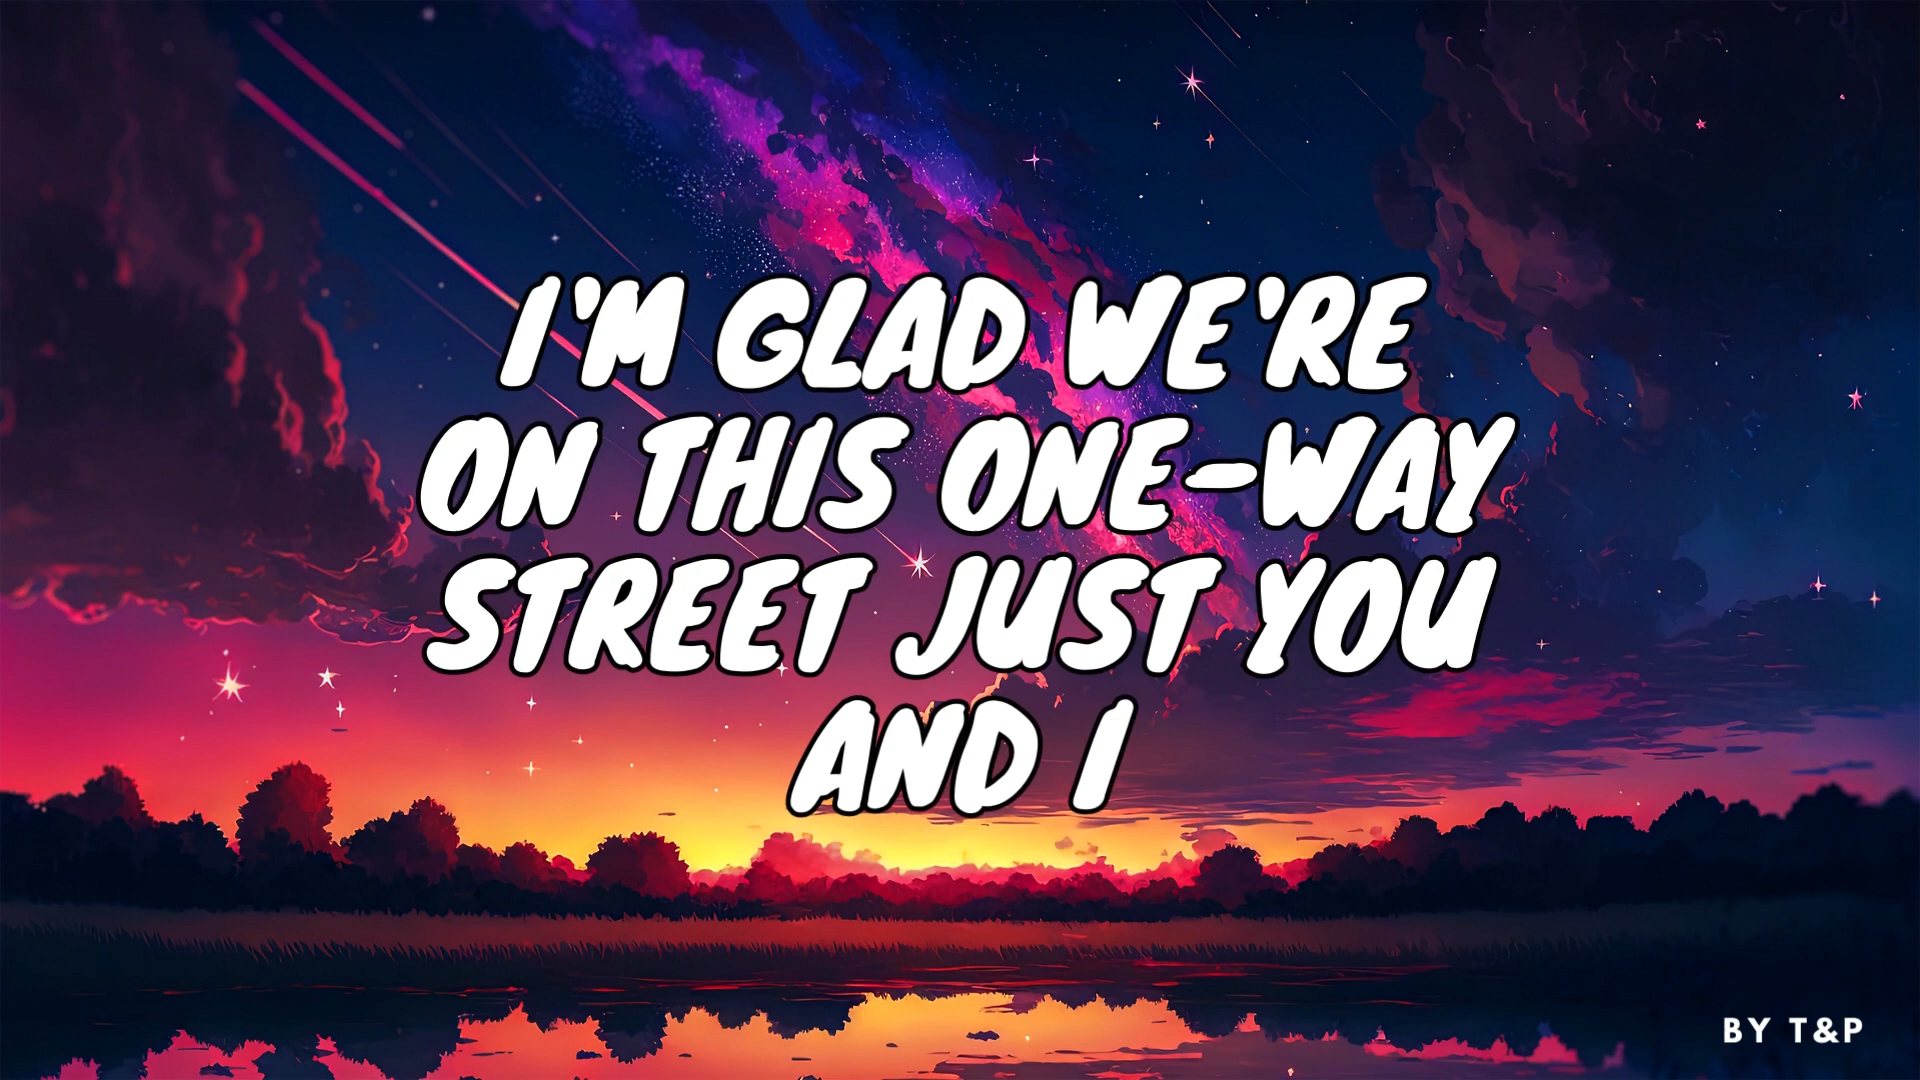 I'M GLAD WE'RE
ON THIS ONE-WAY
STREET JUST YOU
AND I
BY T&P